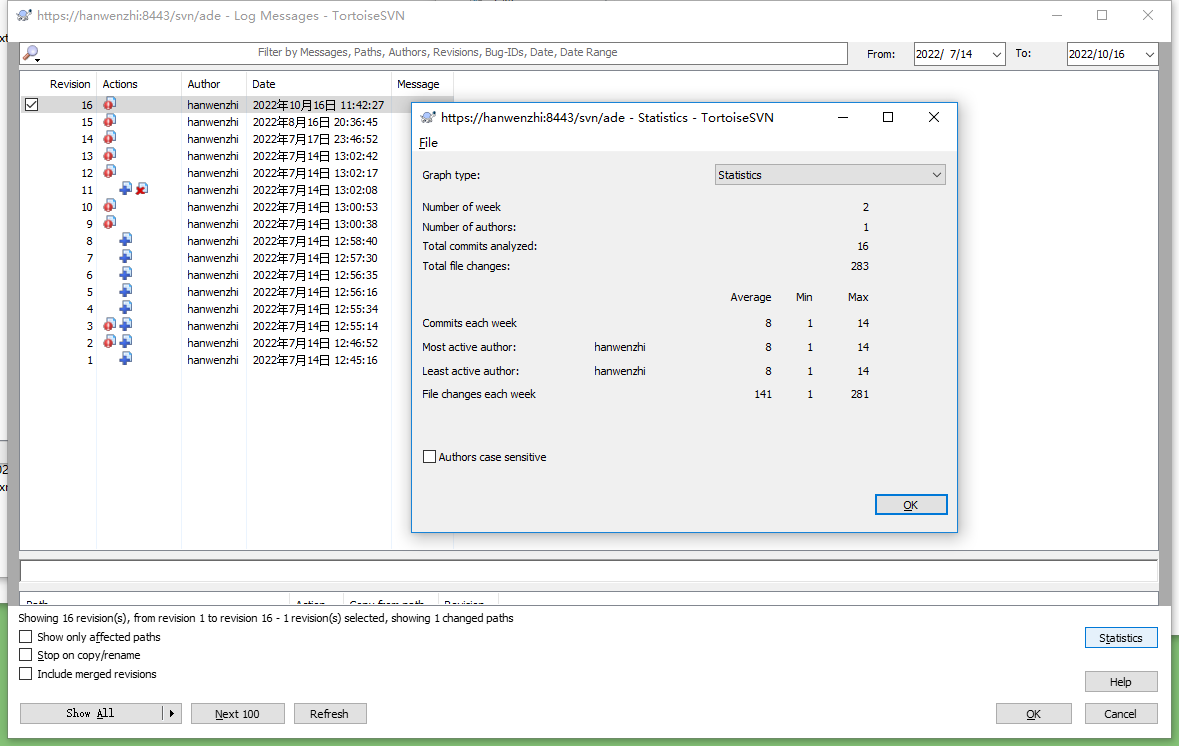 https://hanwenzhi:8443/svn/ade - Log Messages - TortoiseSVN
Filter by Messages, Paths, Authors, Revisions, Bug-IDs, Date, Date Range
From: 2022/ 7/14 To: 2022/10/16
Revision Actions Author Date Message
16 hanwenzhi 2022年10月16日 11:42:27
15 hanwenzhi 2022年8月16日 20:36:45
14 hanwenzhi 2022年7月17日 23:46:52
13 hanwenzhi 2022年7月14日 13:02:42
12 hanwenzhi 2022年7月14日 13:02:17
11 hanwenzhi 2022年7月14日 13:02:08
10 hanwenzhi 2022年7月14日 13:00:53
9 hanwenzhi 2022年7月14日 13:00:38
8 hanwenzhi 2022年7月14日 12:58:40
7 hanwenzhi 2022年7月14日 12:57:30
6 hanwenzhi 2022年7月14日 12:56:35
5 hanwenzhi 2022年7月14日 12:56:16
4 hanwenzhi 2022年7月14日 12:55:34
3 hanwenzhi 2022年7月14日 12:55:14
2 hanwenzhi 2022年7月14日 12:46:52
1 hanwenzhi 2022年7月14日 12:45:16
https://hanwenzhi:8443/svn/ade - Statistics - TortoiseSVN
File
Graph type: Statistics
Number of week 2
Number of authors: 1
Total commits analyzed: 16
Total file changes: 283
Average Min Max
Commits each week 8 1 14
Most active author: hanwenzhi 8 1 14
Least active author: hanwenzhi 8 1 14
File changes each week 141 1 281
Authors case sensitive
OK
Path Action Copy from path Revision
Showing 16 revision(s), from revision 1 to revision 16 - 1 revision(s) selected, showing 1 changed paths
Show only affected paths
Stop on copy/rename
Include merged revisions
Statistics
Help
Show All Next 100 Refresh OK Cancel